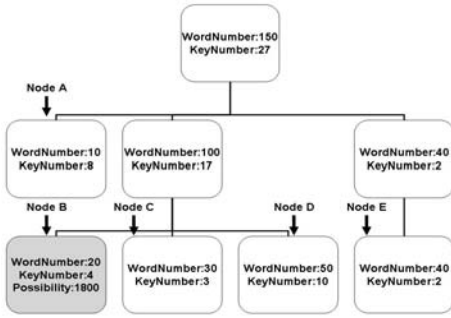 WordNumber:150
KeyNumber:27
Node A
WordNumber:10
KeyNumber:8
WordNumber:100
KeyNumber:17
WordNumber:40
KeyNumber:2
Node B
Node C
Node D
Node E
WordNumber:20
KeyNumber:4
Possibility:1800
WordNumber:30
KeyNumber:3
WordNumber:50
KeyNumber:10
WordNumber:40
KeyNumber:2